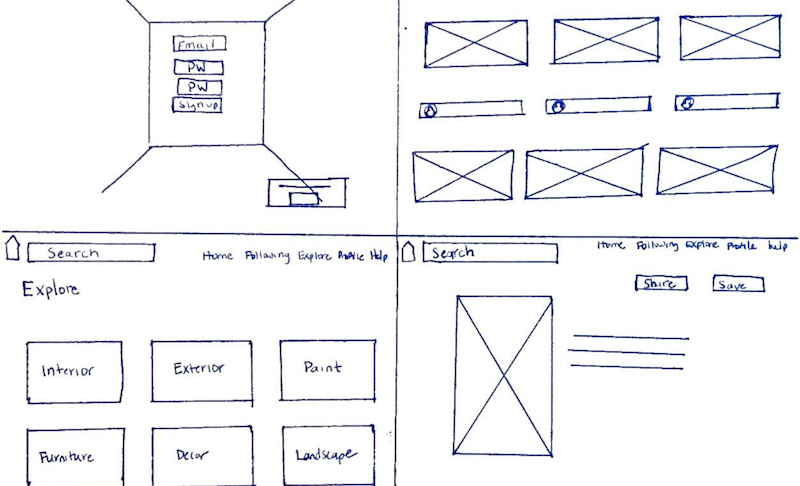 Email
PW
PW
Signup
Search
Home Following Explore Profile Help
Explore
Interior
Exterior
Paint
Furniture
Decor
Landscape
Search
Home Following Explore Profile help
Share
Save